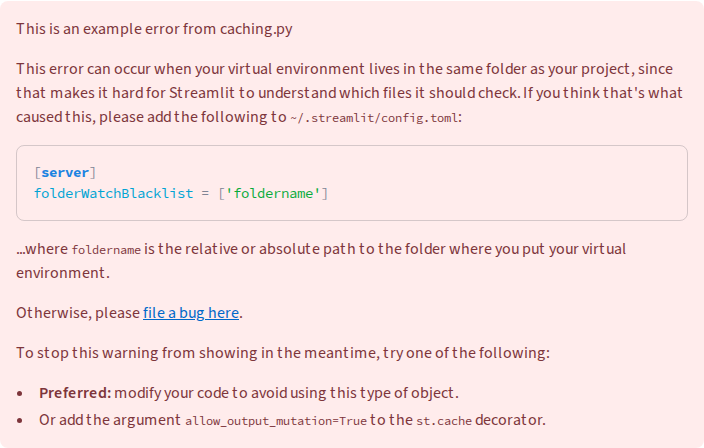 This is an example error from caching.py
This error can occur when your virtual environment lives in the same folder as your project, since
that makes it hard for Streamlit to understand which files it should check. If you think that's what
caused this, please add the following to ~/.streamlit/config.toml:
[server]
folderWatchBlacklist = ['foldername']
...where foldername is the relative or absolute path to the folder where you put your virtual
environment.
Otherwise, please file a bug here.
To stop this warning from showing in the meantime, try one of the following:
• Preferred: modify your code to avoid using this type of object.
• Or add the argument allow_output_mutation=True to the st.cache decorator.